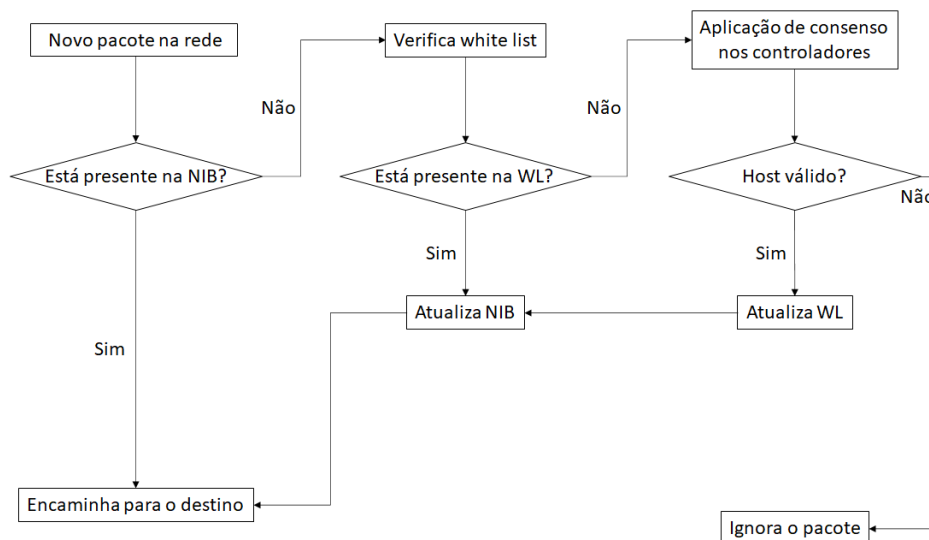 Novo pacote na rede
Verifica white list
Aplicação de consenso
nos controladores
Não
Não
Está presente na NIB?
Está presente na WL?
Host válido?
Não
Sim
Sim
Atualiza NIB
Atualiza WL
Sim
Encaminha para o destino
Ignora o pacote